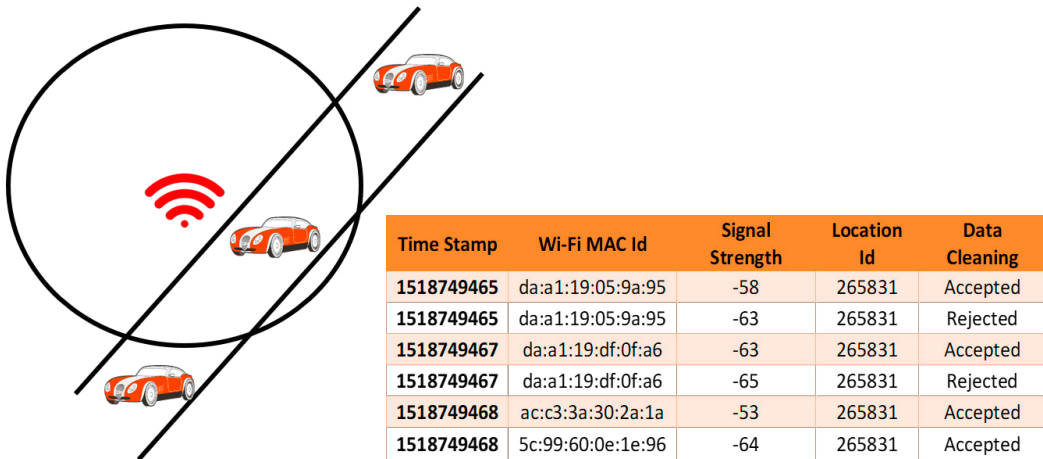 Time Stamp Wi-Fi MAC Id Signal Strength Location Id Data Cleaning
1518749465 da:a1:19:05:9a:95 -58 265831 Accepted
1518749465 da:a1:19:05:9a:95 -63 265831 Rejected
1518749467 da:a1:19:df:0f:a6 -63 265831 Accepted
1518749467 da:a1:19:df:0f:a6 -65 265831 Rejected
1518749468 ac:c3:3a:30:2a:1a -53 265831 Accepted
1518749468 5c:99:60:0e:1e:96 -64 265831 Accepted